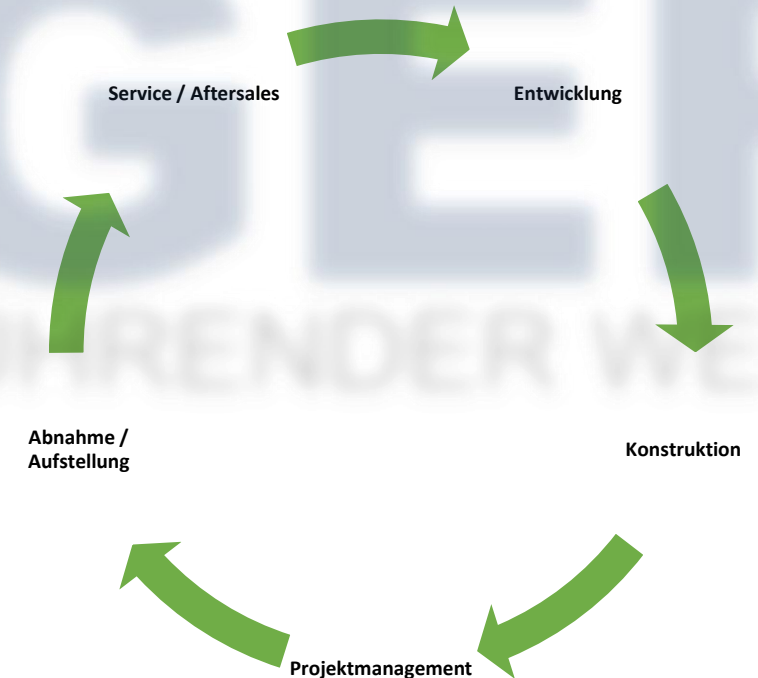 Service / Aftersales
Entwicklung
Abnahme /
Aufstellung
Konstruktion
Projektmanagement